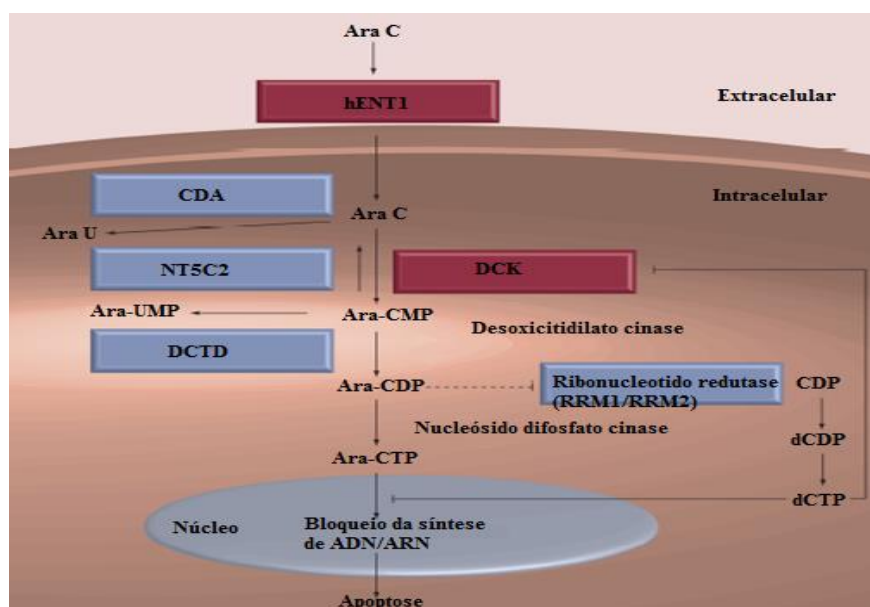 Ara C
hENT1
Extracelular
CDA
Intracelular
Ara C
Ara U
NT5C2
DCK
Ara-UMP
Ara-CMP
Desoxicitidilato cinase
DCTD
Ara-CDP
Ribonucleotido redutase
(RRM1/RRM2)
CDP
Nucleósido difosfato cinase
dCDP
Ara-CTP
dCTP
Núcleo
Bloqueio da síntese
de ADN/ARN
Apoptose